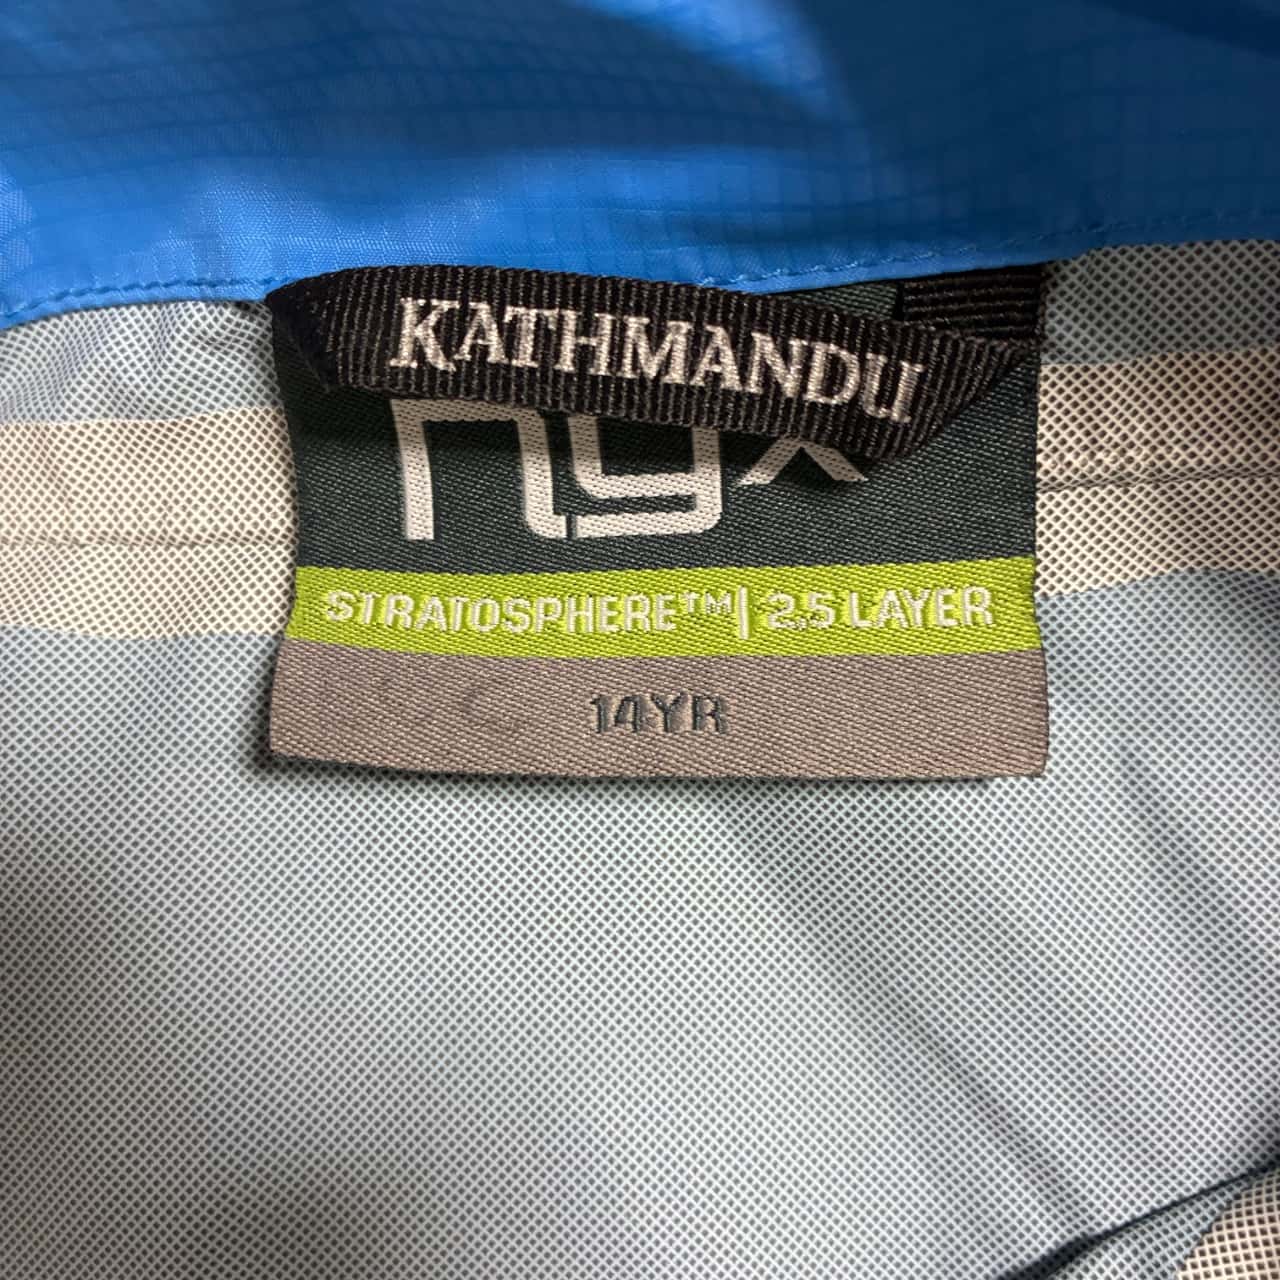 KATHMANDU
ngx
STRATOSPHERE™ | 2.5 LAYER
14YR